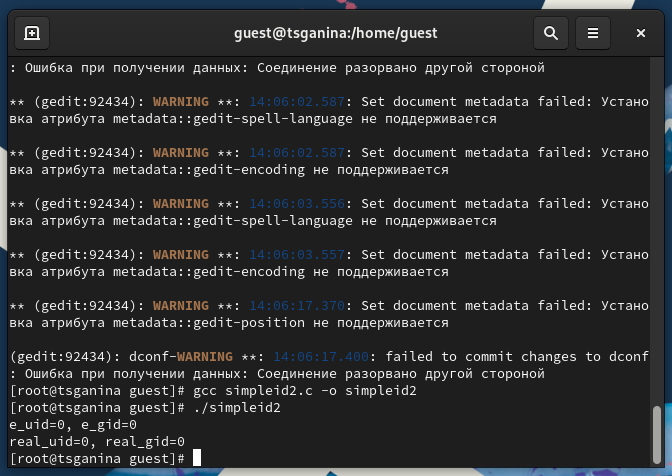 guest@tsganina:/home/guest
: Ошибка при получении данных: Соединение разорвано другой стороной
** (gedit:92434): WARNING **: 14:06:02.587: Set document metadata failed: Устано
вка атрибута metadata::gedit-spell-language не поддерживается
** (gedit:92434): WARNING **: 14:06:02.587: Set document metadata failed: Устано
вка атрибута metadata::gedit-encoding не поддерживается
** (gedit:92434): WARNING **: 14:06:03.556: Set document metadata failed: Устано
вка атрибута metadata::gedit-spell-language не поддерживается
** (gedit:92434): WARNING **: 14:06:03.557: Set document metadata failed: Устано
вка атрибута metadata::gedit-encoding не поддерживается
** (gedit:92434): WARNING **: 14:06:17.370: Set document metadata failed: Устано
вка атрибута metadata::gedit-position не поддерживается
(gedit:92434): dconf-WARNING **: 14:06:17.400: failed to commit changes to dconf
: Ошибка при получении данных: Соединение разорвано другой стороной
[root@tsganina guest]# gcc simpleid2.c -o simpleid2
[root@tsganina guest]# ./simpleid2
e_uid=0, e_gid=0
real_uid=0, real_gid=0
[root@tsganina guest]#